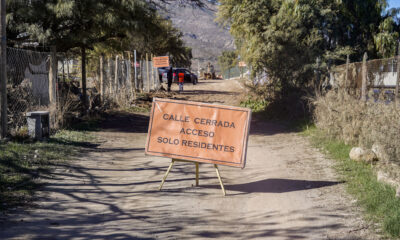 CALLE CERRADA
ACCESO
SOLO RESIDENTES